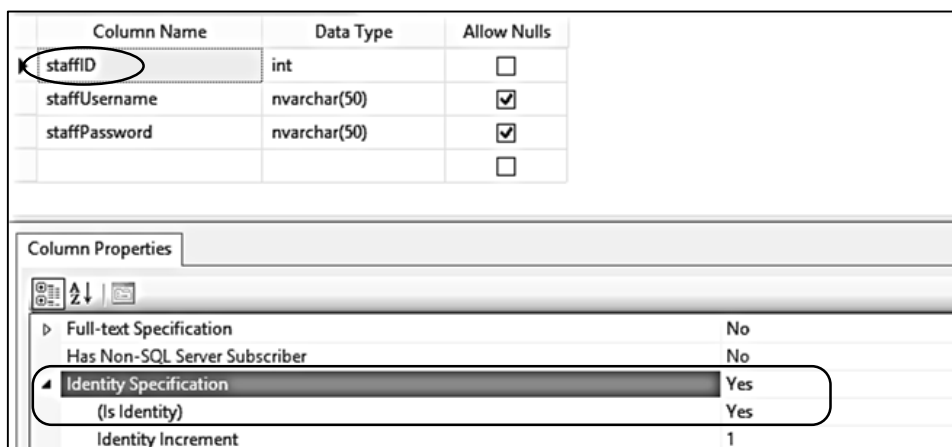 Column Name Data Type Allow Nulls
staffID int
staffUsername nvarchar(50)
staffPassword nvarchar(50)
Column Properties
Full-text Specification No
Has Non-SQL Server Subscriber No
Identity Specification Yes
(Is Identity) Yes
Identity Increment 1